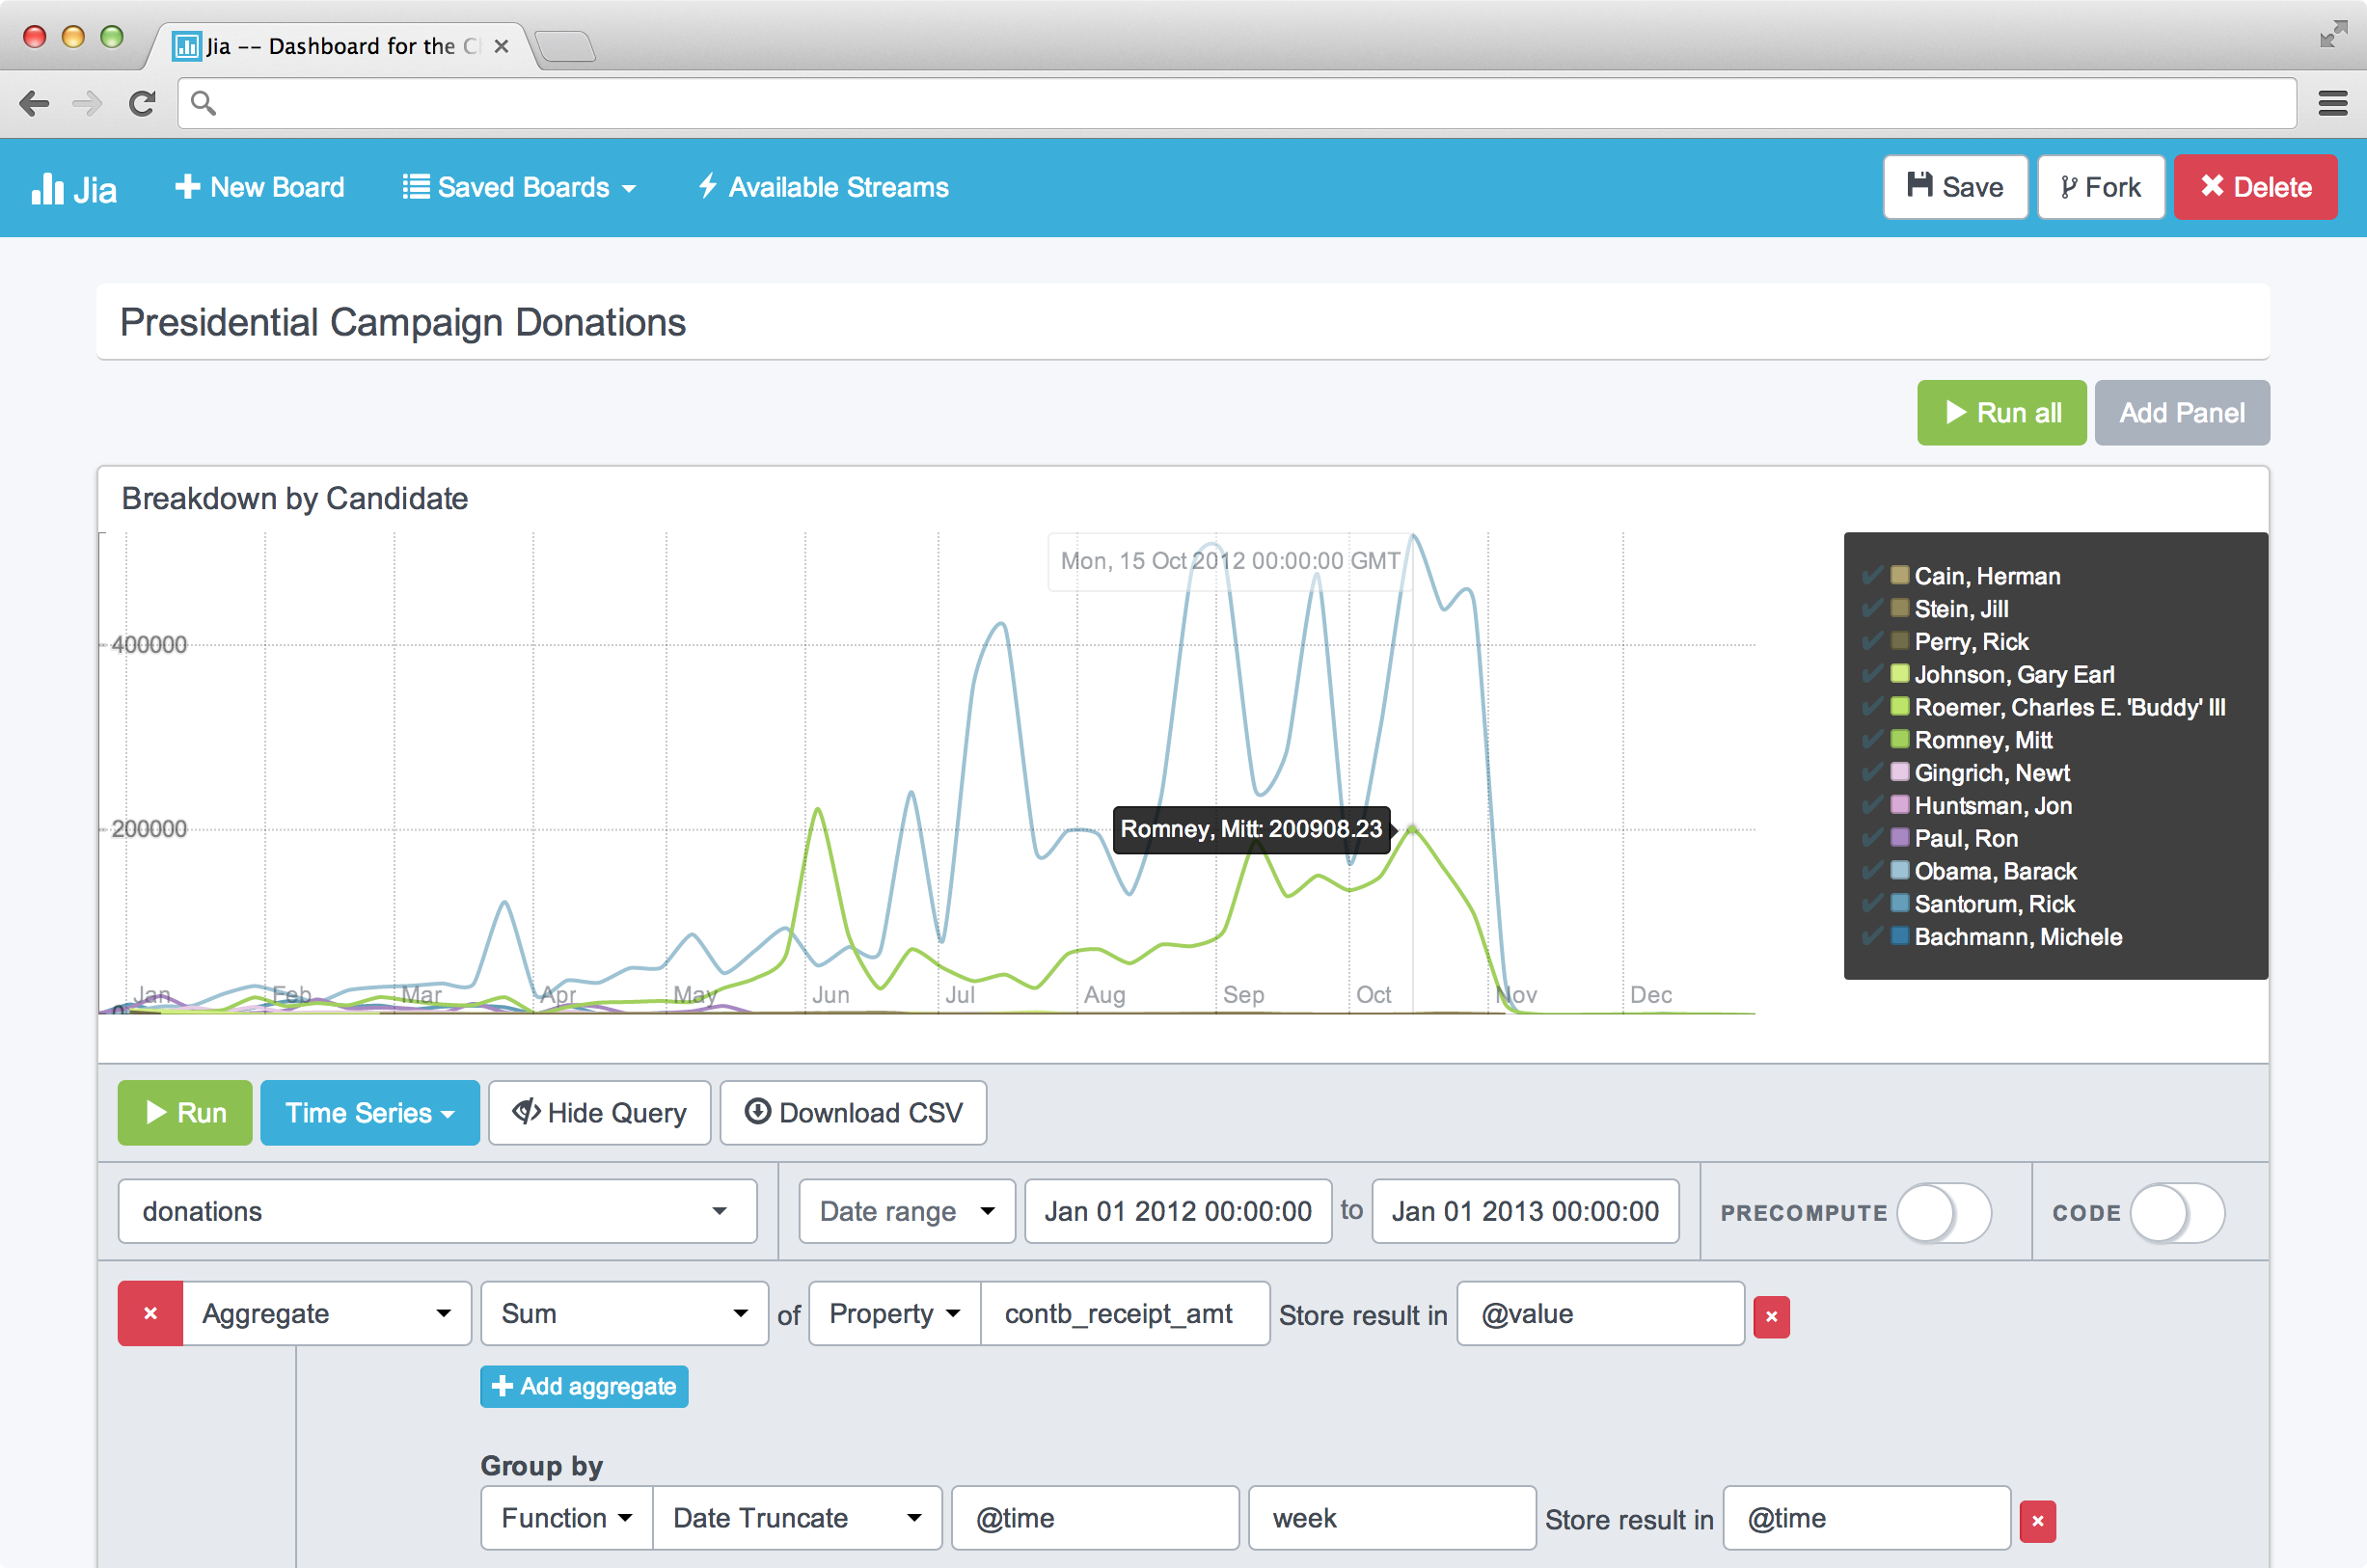 Jia -- Dashboard for the C
Jia
New Board
Saved Boards
Available Streams
Save
Fork
Delete
Presidential Campaign Donations
Run all
Add Panel
Breakdown by Candidate
Mon, 15 Oct 2012 00:00:00 GMT
400000
200000
0
Romney, Mitt: 200908.23
Jan Feb Mar Apr May Jun Jul Aug Sep Oct Nov Dec
Cain, Herman
Stein, Jill
Perry, Rick
Johnson, Gary Earl
Roemer, Charles E. 'Buddy' III
Romney, Mitt
Gingrich, Newt
Huntsman, Jon
Paul, Ron
Obama, Barack
Santorum, Rick
Bachmann, Michele
Run
Time Series
Hide Query
Download CSV
donations
Date range
Jan 01 2012 00:00:00 to Jan 01 2013 00:00:00
PRECOMPUTE
CODE
Aggregate Sum of Property contb_receipt_amt Store result in @value
Add aggregate
Group by
Function Date Truncate @time week Store result in @time